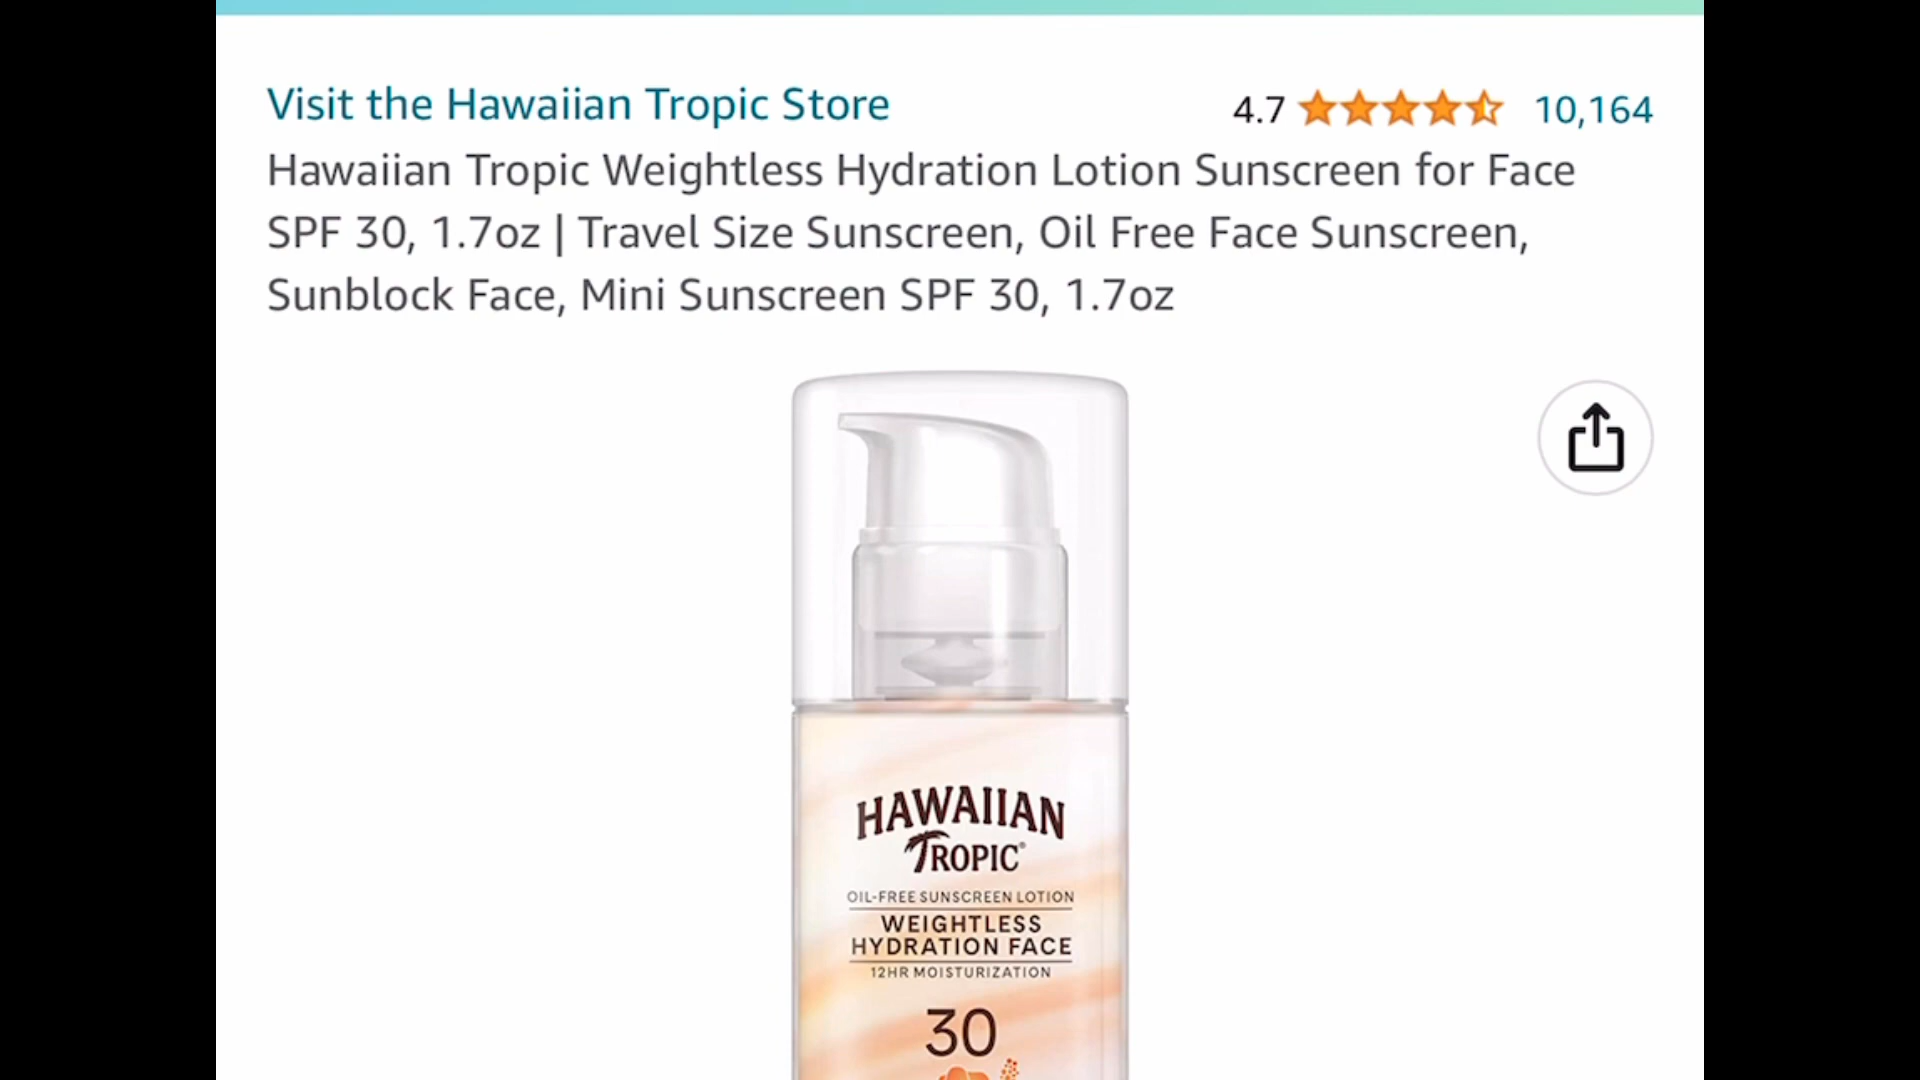 Visit the Hawaiian Tropic Store
4.7 10,164
Hawaiian Tropic Weightless Hydration Lotion Sunscreen for Face
SPF 30, 1.7oz | Travel Size Sunscreen, Oil Free Face Sunscreen,
Sunblock Face, Mini Sunscreen SPF 30, 1.7oz
HAWAIIAN
TROPIC®
OIL-FREE SUNSCREEN LOTION
WEIGHTLESS
HYDRATION FACE
12HR MOISTURIZATION
30